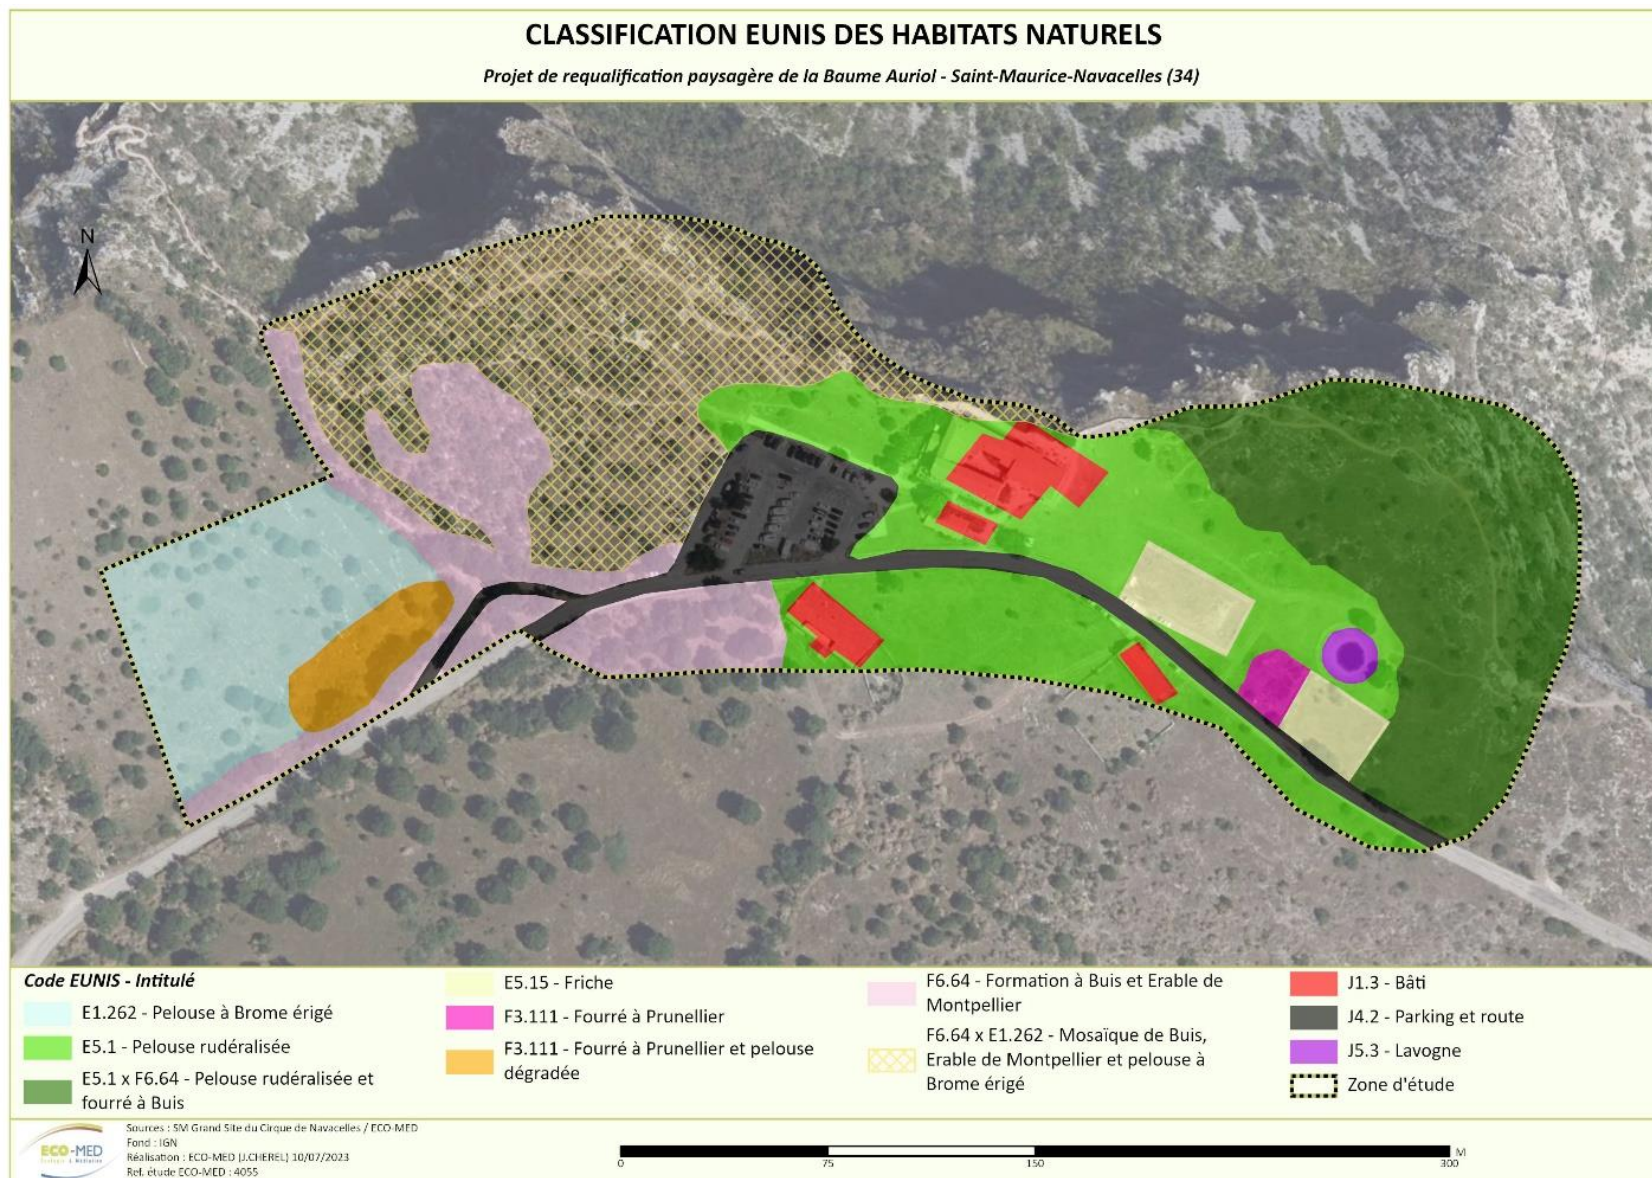 CLASSIFICATION EUNIS DES HABITATS NATURELS
Projet de requalification paysagère de la Baume Auriol - Saint-Maurice-Navacelles (34)
N
Code EUNIS - Intitulé
E1.262 - Pelouse à Brome érigé
E5.1 - Pelouse rudéralisée
E5.1 x F6.64 - Pelouse rudéralisée et
fourré à Buis
E5.15 - Friche
F3.111 - Fourré à Prunellier
F3.111 - Fourré à Prunellier et pelouse
dégradée
F6.64 - Formation à Buis et Erable de
Montpellier
F6.64 x E1.262 - Mosaïque de Buis,
Erable de Montpellier et pelouse à
Brome érigé
J1.3 - Bâti
J4.2 - Parking et route
J5.3 - Lavogne
Zone d'étude
ECO-MED
Sources : SM Grand Site du Cirque de Navacelles / ECO-MED
Fond : IGN
Réalisation : ECO-MED (J.CHEREL) 10/07/2023
Ref. étude ECO-MED : 4055
0 75 150 300 M